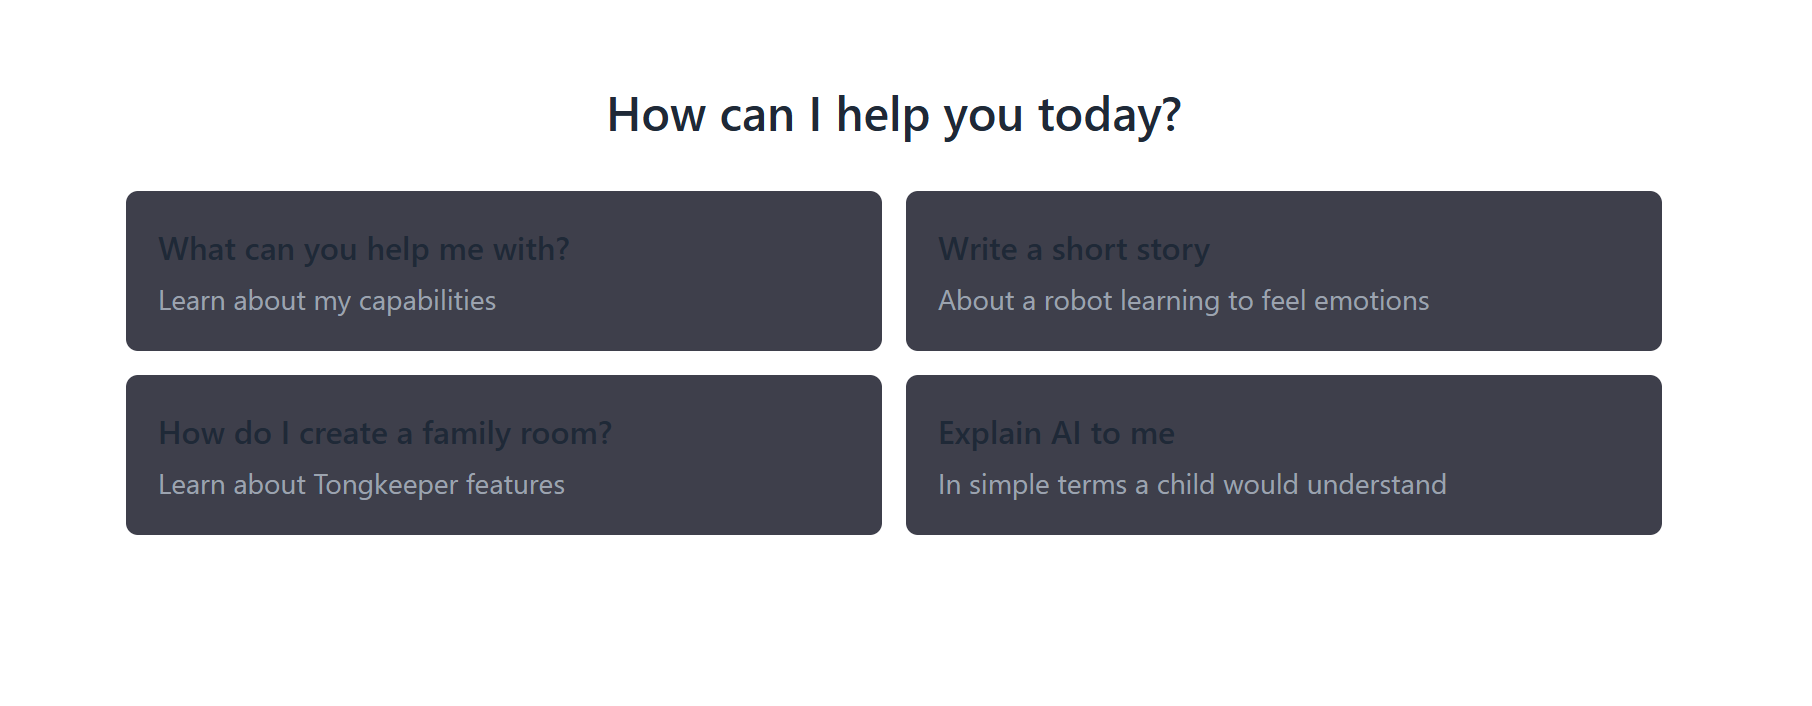 How can I help you today?
What can you help me with?
Learn about my capabilities
Write a short story
About a robot learning to feel emotions
How do I create a family room?
Learn about Tongkeeper features
Explain AI to me
In simple terms a child would understand